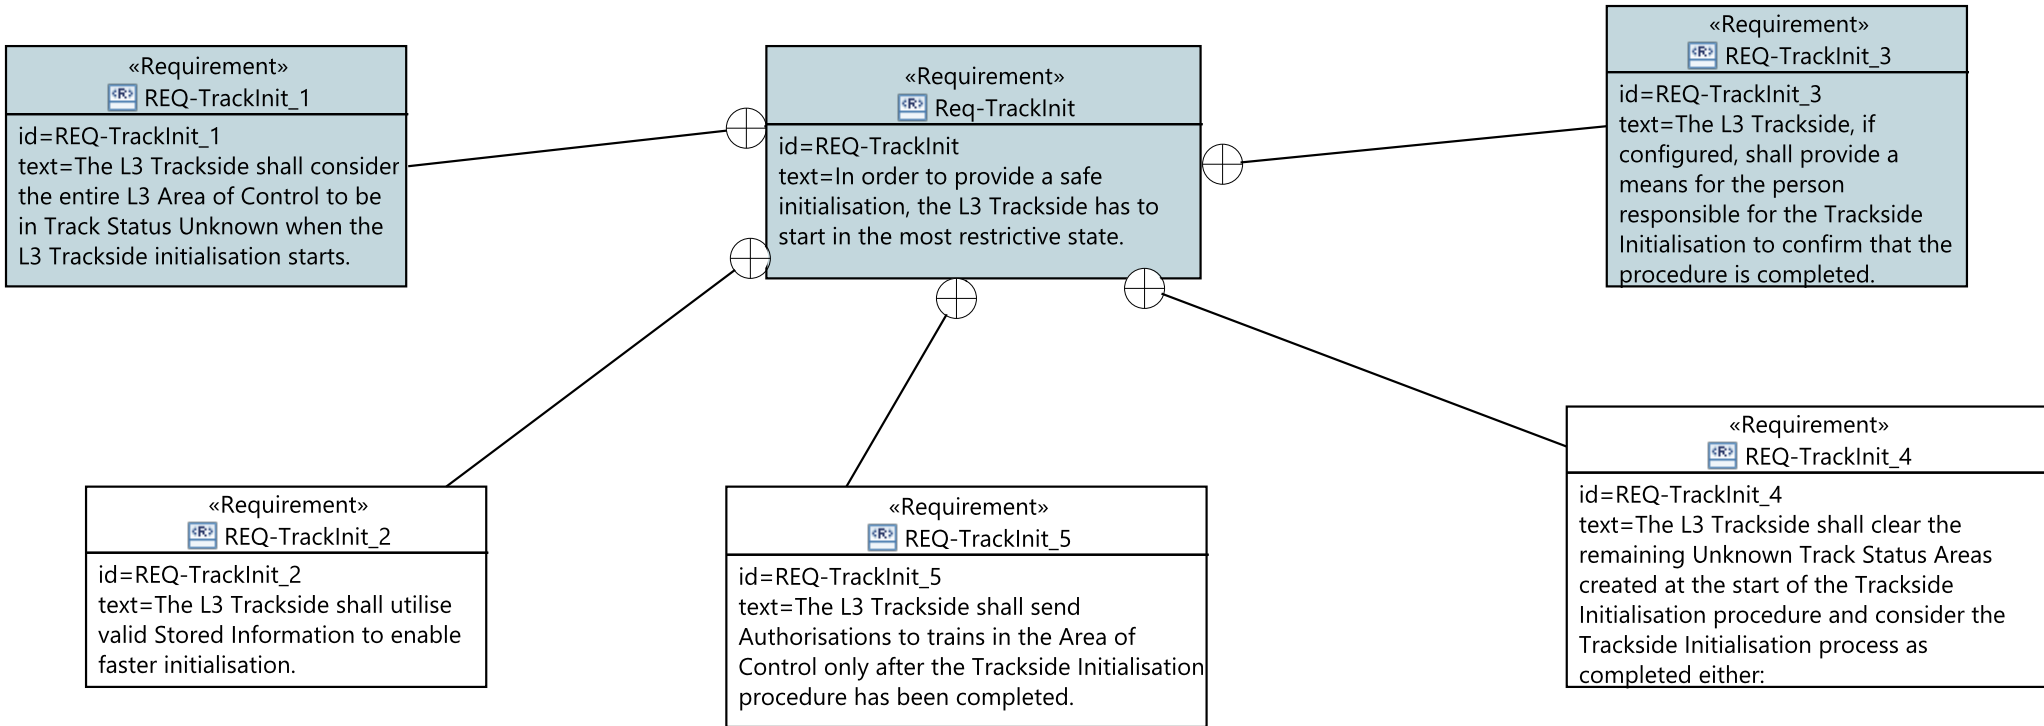 «Requirement»
REQ-TrackInit_1
id=REQ-TrackInit_1
text=The L3 Trackside shall consider
the entire L3 Area of Control to be
in Track Status Unknown when the
L3 Trackside initialisation starts.
«Requirement»
Req-TrackInit
id=REQ-TrackInit
text=In order to provide a safe
initialisation, the L3 Trackside has to
start in the most restrictive state.
«Requirement»
REQ-TrackInit_3
id=REQ-TrackInit_3
text=The L3 Trackside, if
configured, shall provide a
means for the person
responsible for the Trackside
Initialisation to confirm that the
procedure is completed.
«Requirement»
REQ-TrackInit_2
id=REQ-TrackInit_2
text=The L3 Trackside shall utilise
valid Stored Information to enable
faster initialisation.
«Requirement»
REQ-TrackInit_5
id=REQ-TrackInit_5
text=The L3 Trackside shall send
Authorisations to trains in the Area of
Control only after the Trackside Initialisation
procedure has been completed.
«Requirement»
REQ-TrackInit_4
id=REQ-TrackInit_4
text=The L3 Trackside shall clear the
remaining Unknown Track Status Areas
created at the start of the Trackside
Initialisation procedure and consider the
Trackside Initialisation process as
completed either: